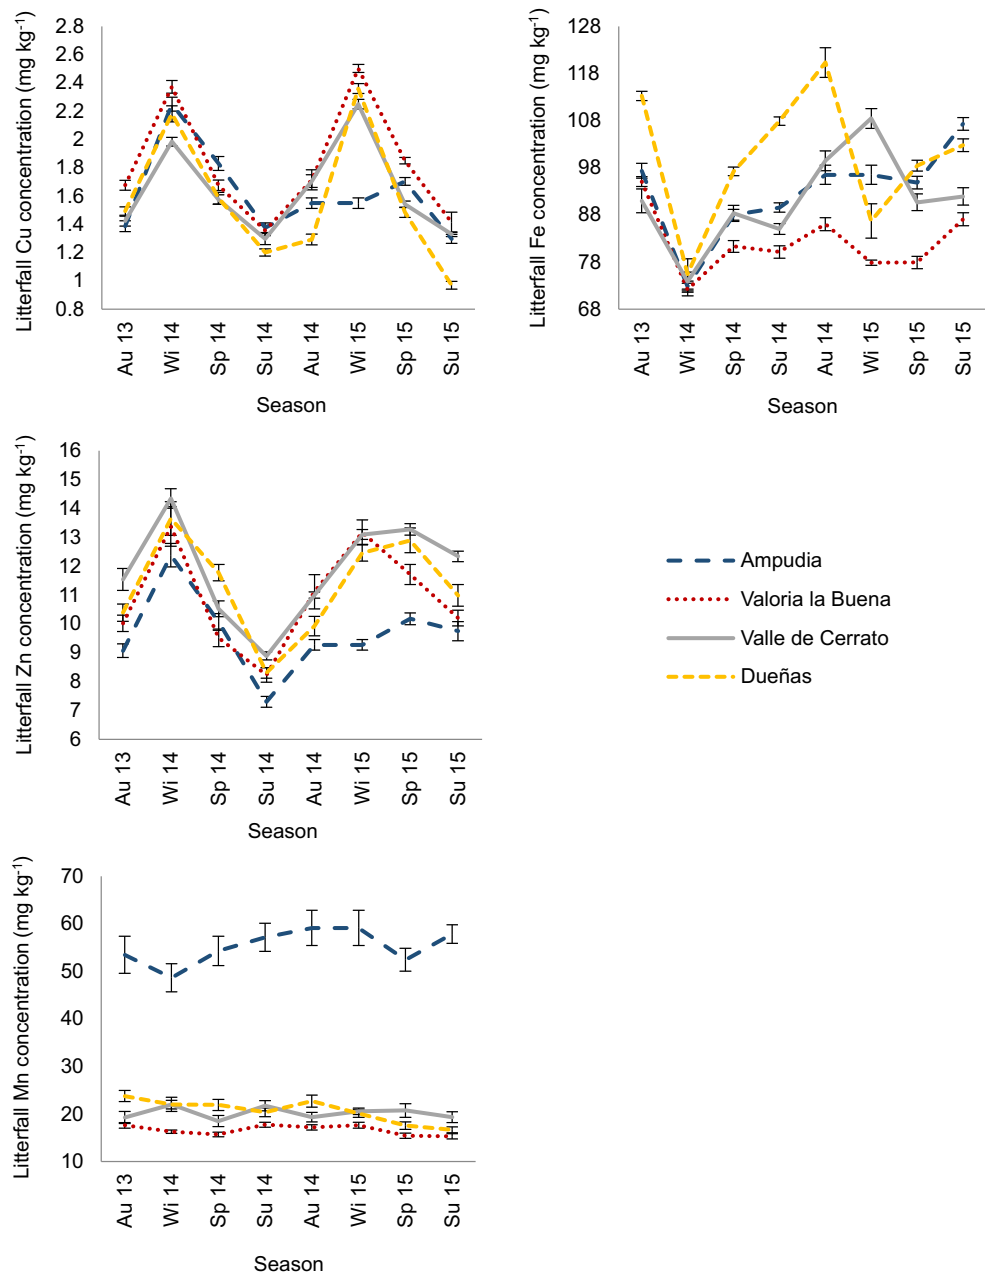 Litterfall Cu concentration (mg kg⁻¹)
2.8
2.6
2.4
2.2
2
1.8
1.6
1.4
1.2
1
0.8
Au 13
Wi 14
Sp 14
Su 14
Au 14
Wi 15
Sp 15
Su 15
Season
Litterfall Fe concentration (mg kg⁻¹)
128
118
108
98
88
78
68
Au 13
Wi 14
Sp 14
Su 14
Au 14
Wi 15
Sp 15
Su 15
Season
Litterfall Zn concentration (mg kg⁻¹)
16
15
14
13
12
11
10
9
8
7
6
Au 13
Wi 14
Sp 14
Su 14
Au 14
Wi 15
Sp 15
Su 15
Season
Ampudia
Valoria la Buena
Valle de Cerrato
Dueñas
Litterfall Mn concentration (mg kg⁻¹)
70
60
50
40
30
20
10
Au 13
Wi 14
Sp 14
Su 14
Au 14
Wi 15
Sp 15
Su 15
Season